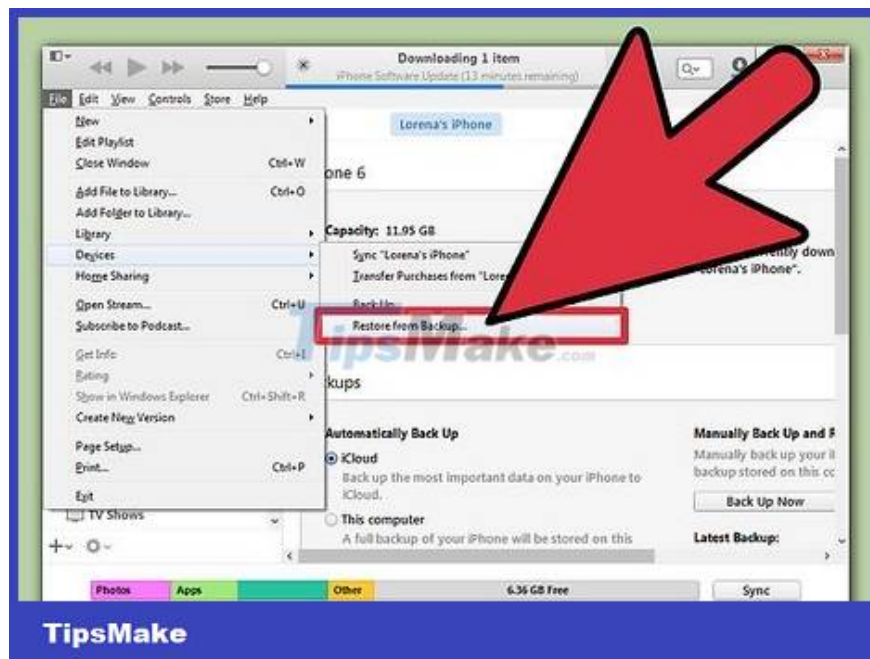 Downloading 1 item
iPhone Software Update (13 minutes remaining)
File Edit View Controls Store Help
Lorena's iPhone
New
Edit Playlist
Close Window Ctrl+W
one 6
Add File to Library... Ctrl+O
Add Folder to Library...
Library
Capacity: 11.95 GB
Devices
Sync "Lorena's iPhone"
ently down
Home Sharing
Transfer Purchases from "Lore
Lorena's iPhone".
Open Stream... Ctrl+U
Back Up
Subscribe to Podcast...
Restore from Backup...
TipsMake.com
Get Info Ctrl+I
Rating
Show in Windows Explorer Ctrl+Shift+R
kups
Create New Version
Page Setup...
Print... Ctrl+P
Exit
Automatically Back Up
iCloud
Back up the most important data on your iPhone to
iCloud.
This computer
A full backup of your iPhone will be stored on this
Manually Back Up and R
Manually back up your i
backup stored on this co
Back Up Now
Latest Backup:
TV Shows
Photos Apps Other 6.36 GB Free Sync
TipsMake